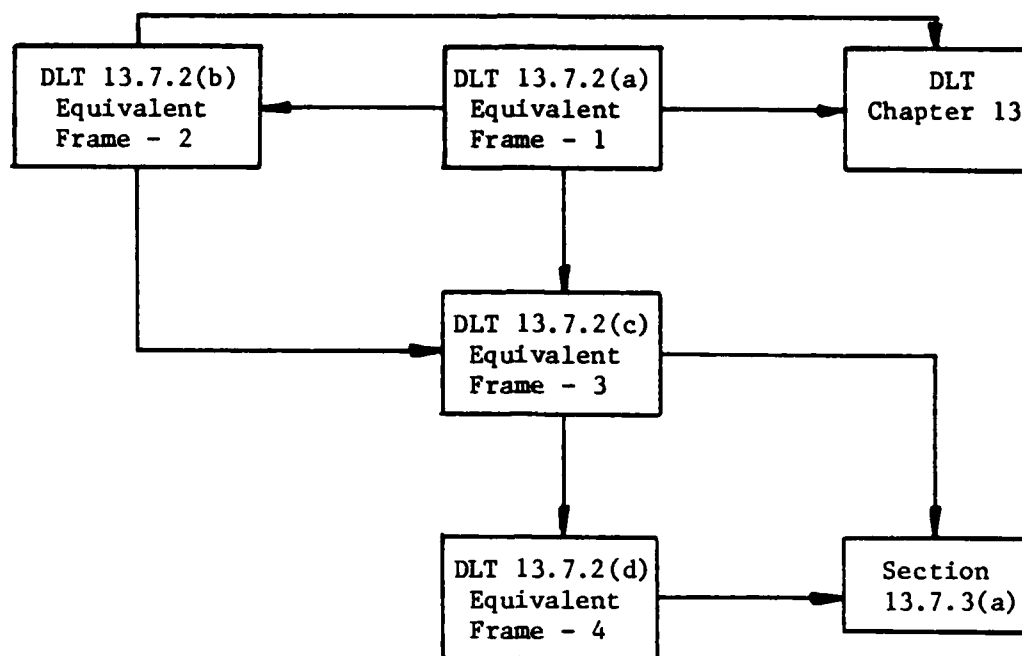 DLT 13.7.2(b)
Equivalent
Frame - 2
DLT 13.7.2(a)
Equivalent
Frame - 1
DLT
Chapter 13
DLT 13.7.2(c)
Equivalent
Frame - 3
DLT 13.7.2(d)
Equivalent
Frame - 4
Section
13.7.3(a)